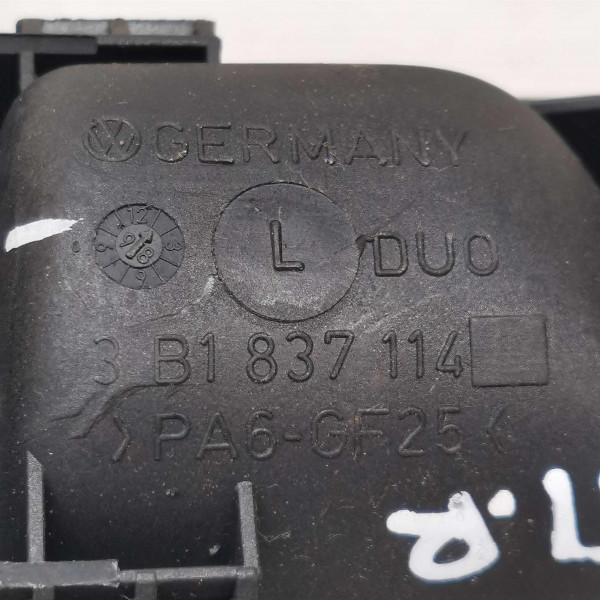 GERMANY
L DUO
3 B1 837 114
>PA6-GF25<